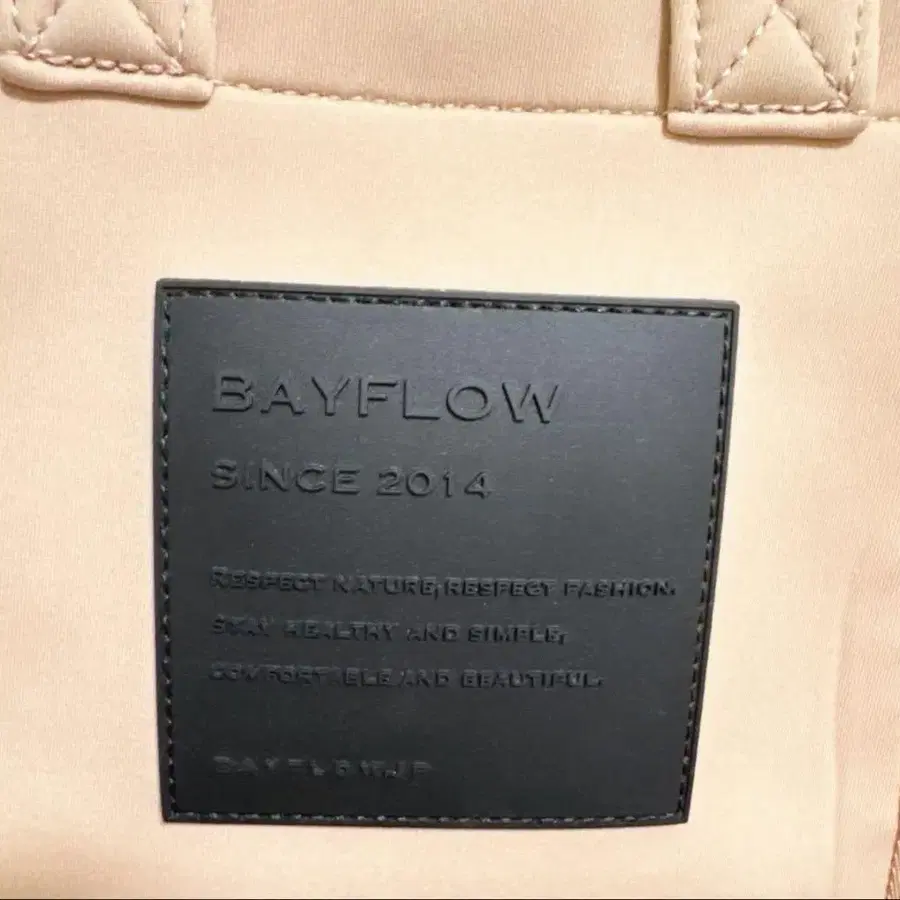 BAYFLOW
SINCE 2014
RESPECT NATURE, RESPECT FASHION.
STAY HEALTHY AND SIMPLE,
COMFORTABLE AND BEAUTIFUL.
BAYFLOW.JP